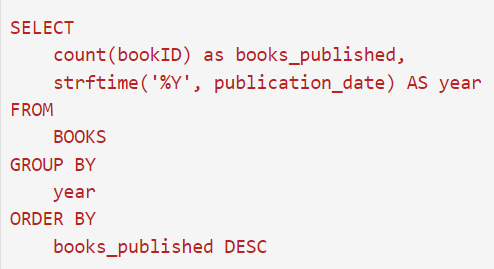 SELECT
    count(bookID) as books_published,
    strftime('%Y', publication_date) AS year
FROM
    BOOKS
GROUP BY
    year
ORDER BY
    books_published DESC